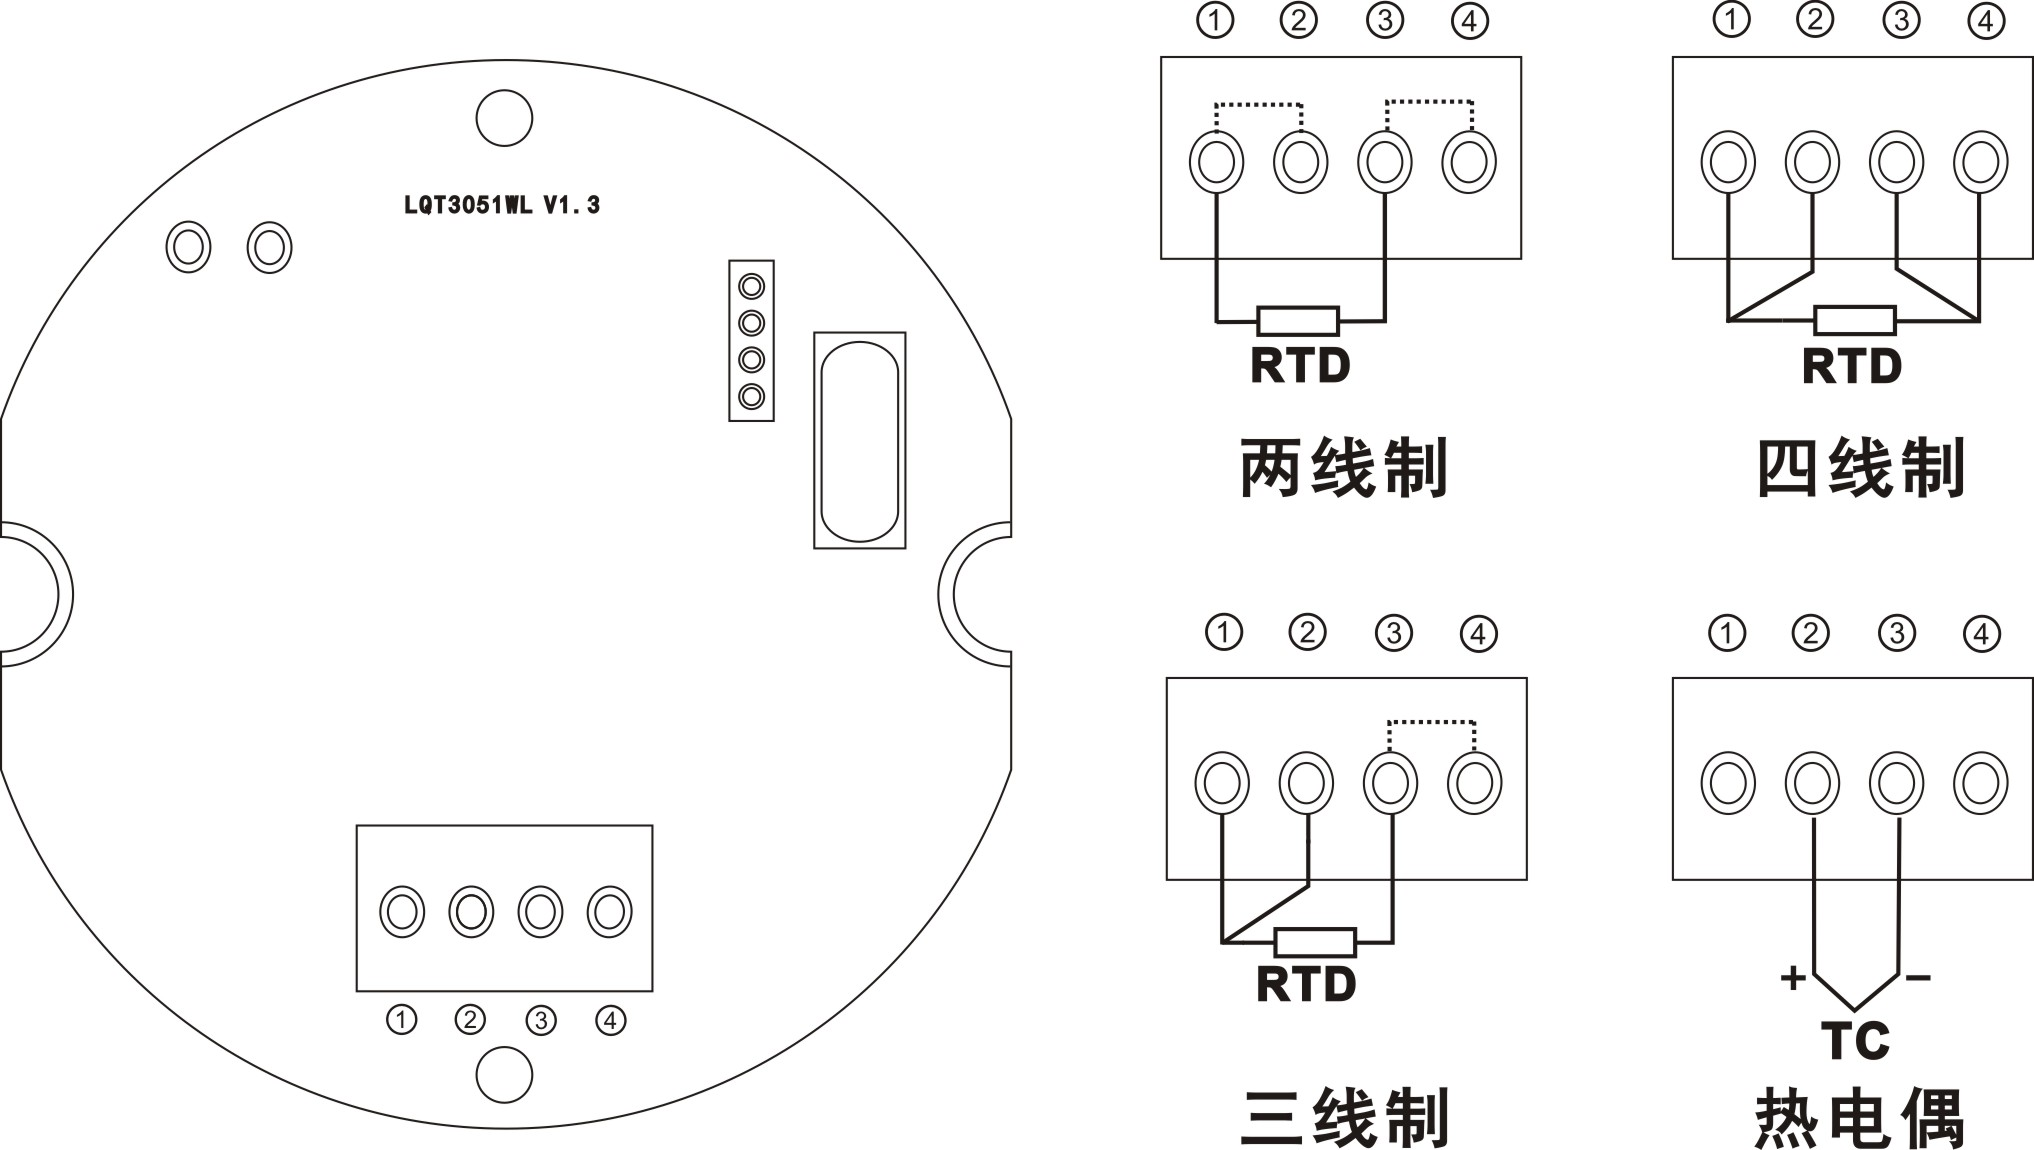 LQT3051WL V1.3
① ② ③ ④
① ② ③ ④
RTD
两线制
① ② ③ ④
RTD
四线制
① ② ③ ④
RTD
三线制
① ② ③ ④
+ −
TC
热电偶